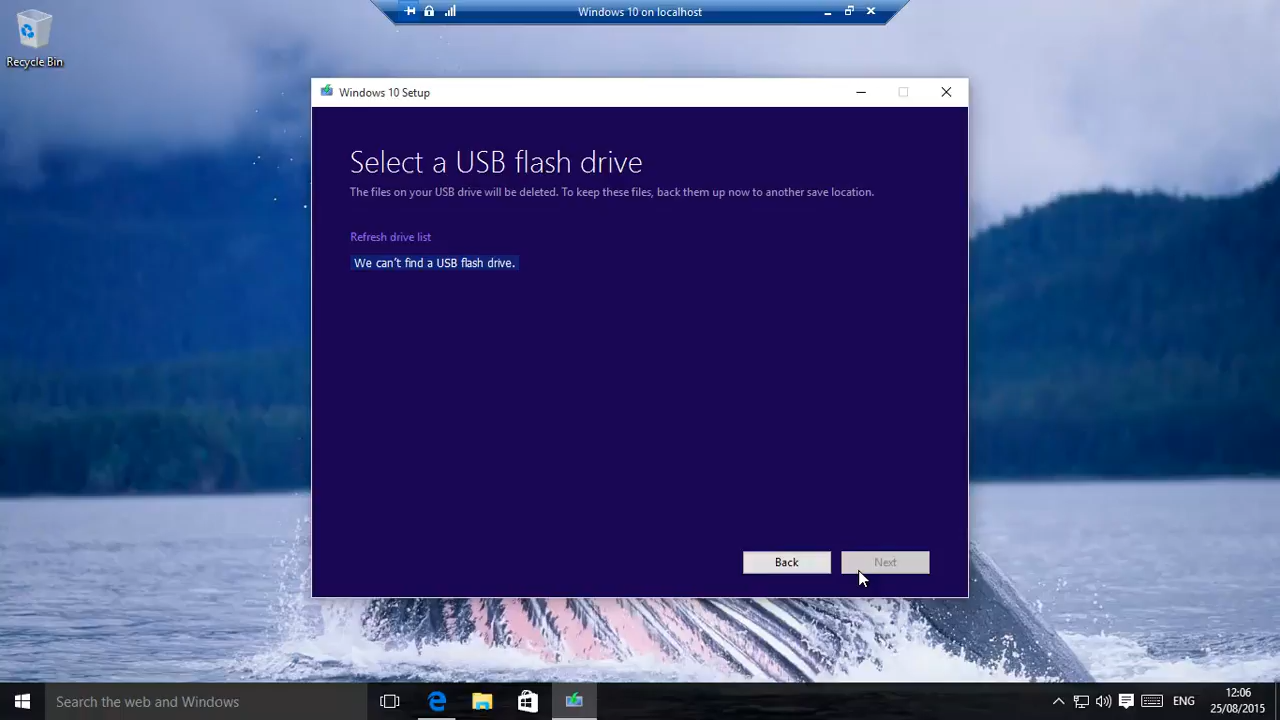 Windows 10 on localhost
Recycle Bin
Windows 10 Setup
Select a USB flash drive
The files on your USB drive will be deleted. To keep these files, back them up now to another save location.
Refresh drive list
We can't find a USB flash drive.
Back
Next
Search the web and Windows
ENG
12:06
25/08/2015